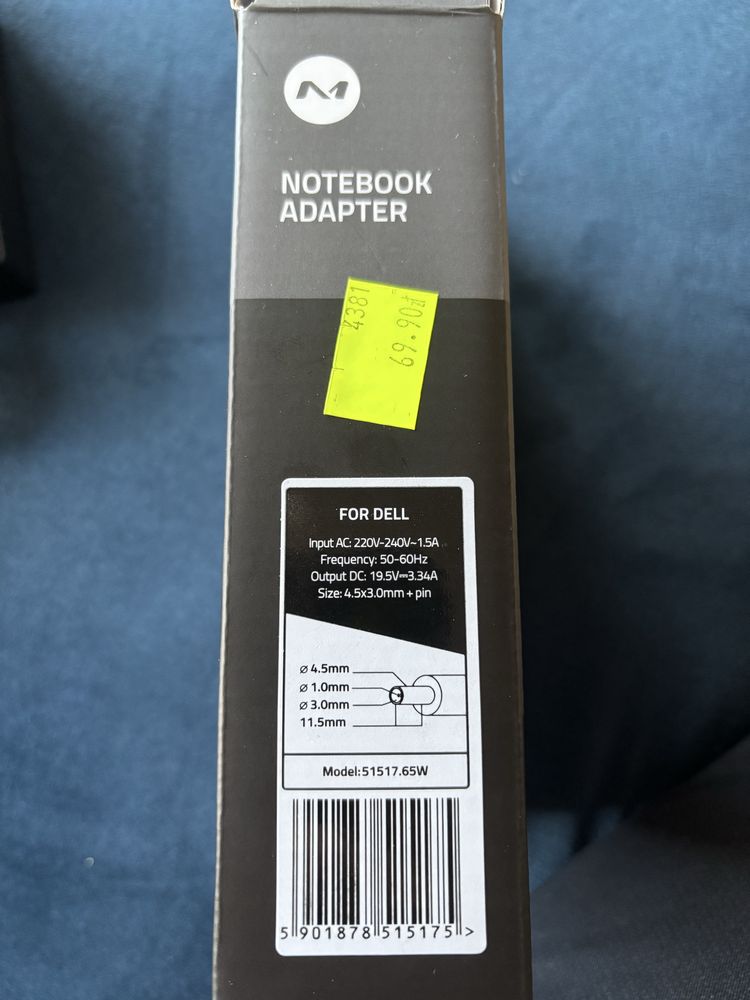 NOTEBOOK
ADAPTER
4381
69.90zł
FOR DELL
Input AC: 220V-240V~1.5A
Frequency: 50-60Hz
Output DC: 19.5V⎓3.34A
Size: 4.5x3.0mm + pin
⌀ 4.5mm
⌀ 1.0mm
⌀ 3.0mm
11.5mm
Model:51517.65W
5 901878 515175 >